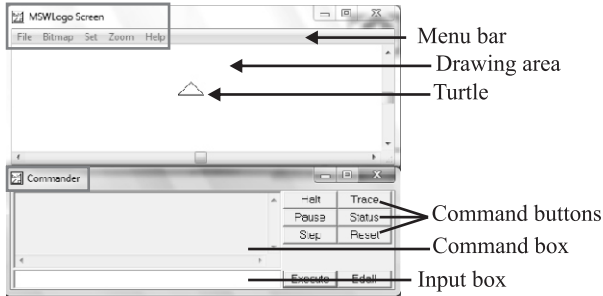 MSWLogo Screen
File Bitmap Set Zoom Help
Menu bar
Drawing area
Turtle
Commander
Halt Trace
Pause Status
Step Reset
Command buttons
Command box
Execute Edall
Input box